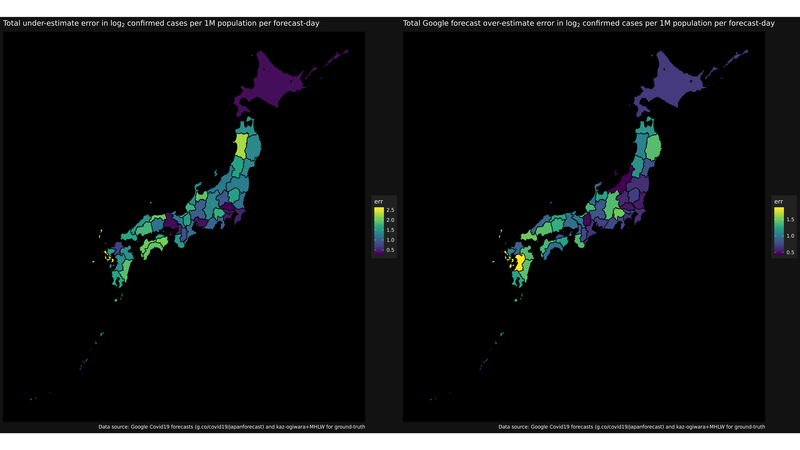 Total under-estimate error in log₂ confirmed cases per 1M population per forecast-day
err
2.5
2.0
1.5
1.0
0.5
Data source: Google Covid19 forecasts (g.co/covid19/japanforecast) and kaz-ogiwara+MHLW for ground-truth
Total Google forecast over-estimate error in log₂ confirmed cases per 1M population per forecast-day
err
1.5
1.0
0.5
Data source: Google Covid19 forecasts (g.co/covid19/japanforecast) and kaz-ogiwara+MHLW for ground-truth